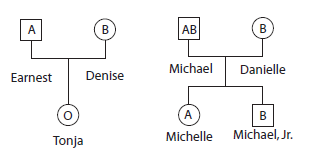 A B AB B
Earnest Denise Michael Danielle
O A B
Tonja Michelle Michael, Jr.